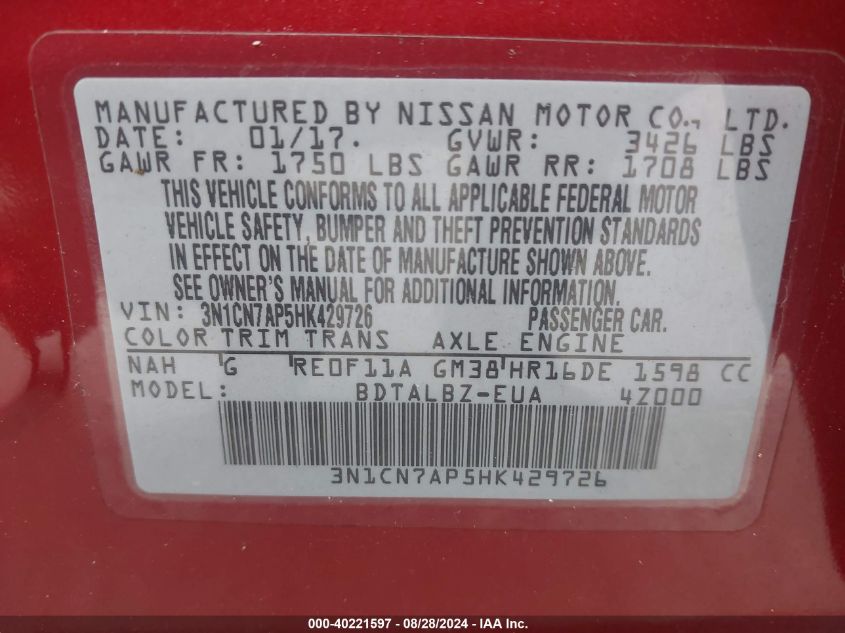 MANUFACTURED BY NISSAN MOTOR CO., LTD.
DATE: 01/17. GVWR: 3426 LBS
GAWR FR: 1750 LBS GAWR RR: 1708 LBS
THIS VEHICLE CONFORMS TO ALL APPLICABLE FEDERAL MOTOR
VEHICLE SAFETY, BUMPER AND THEFT PREVENTION STANDARDS
IN EFFECT ON THE DATE OF MANUFACTURE SHOWN ABOVE.
SEE OWNER'S MANUAL FOR ADDITIONAL INFORMATION.
VIN: 3N1CN7AP5HK429726 PASSENGER CAR.
COLOR TRIM TRANS AXLE ENGINE
NAH G RE0F11A GM38 HR16DE 1598 CC
MODEL: BDTALBZ-EUA 4Z000
3N1CN7AP5HK429726
000-40221597 - 08/28/2024 - IAA Inc.